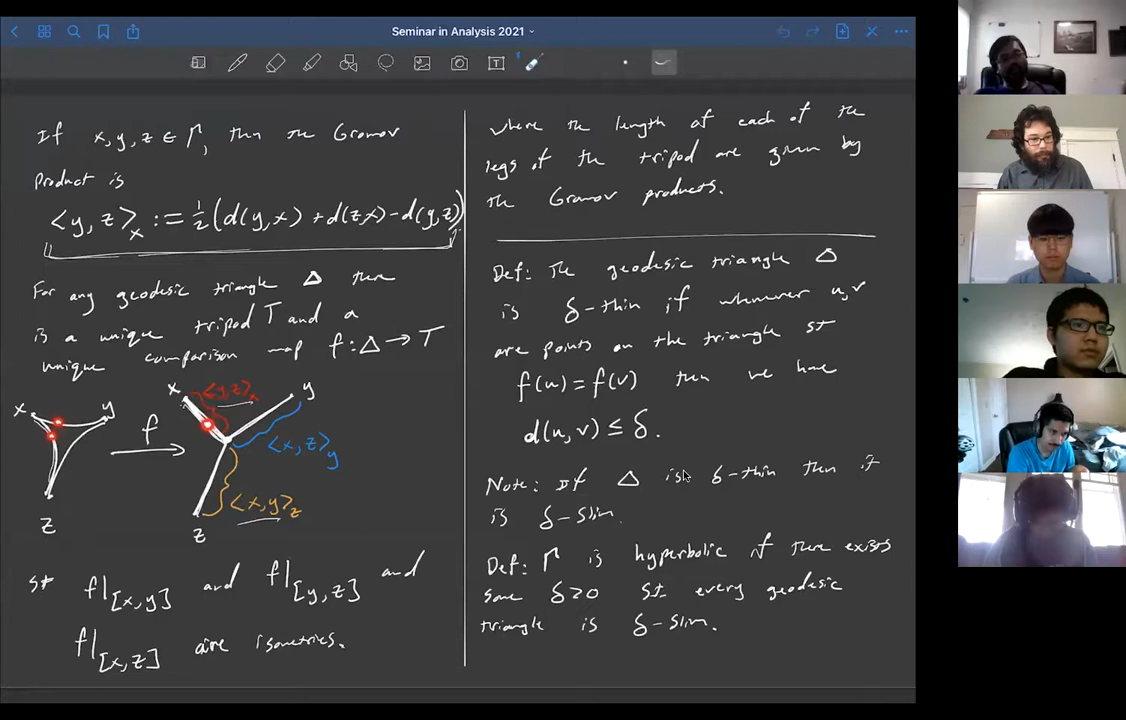 Seminar in Analysis 2021
If x, y, z ∈ Γ, then the Gromov
Product is
<y, z>_x := 1/2 (d(y,x) + d(z,x) - d(y,z))
For any geodesic triangle Δ there
is a unique tripod T and a
unique comparison map f: Δ → T
x y z
f
x y z
<y,z>_x
<x,z>_y
<x,y>_z
st f|[x,y] and f|[y,z] and
f|[x,z] are isometries.
where the length of each of the
legs of the tripod are given by
the Gromov products.
Def: The geodesic triangle Δ
is δ-thin if whenever u,v
are points on the triangle st
f(u) = f(v) then we have
d(u,v) ≤ δ.
Note: If Δ is δ-thin then it
is δ-slim.
Def: Γ is hyperbolic if there exists
some δ>0 st every geodesic
triangle is δ-slim.